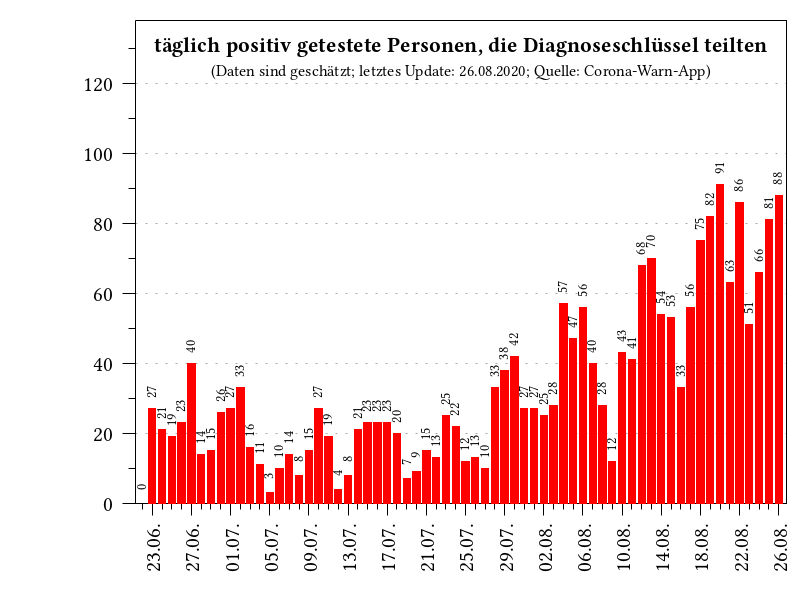 täglich positiv getestete Personen, die Diagnoseschlüssel teilten
(Daten sind geschätzt; letztes Update: 26.08.2020; Quelle: Corona-Warn-App)
120
100
80
60
40
20
0
0 27 21 19 23 40 14 15 26 27 33 16 11 3 10 14 8 15 27 19 4 8 21 23 23 23 20 7 9 15 13 25 22 12 13 10 33 38 42 27 27 25 28 57 47 56 40 28 12 43 41 68 70 54 53 33 56 75 82 91 63 86 51 66 81 88
23.06. 27.06. 01.07. 05.07. 09.07. 13.07. 17.07. 21.07. 25.07. 29.07. 02.08. 06.08. 10.08. 14.08. 18.08. 22.08. 26.08.